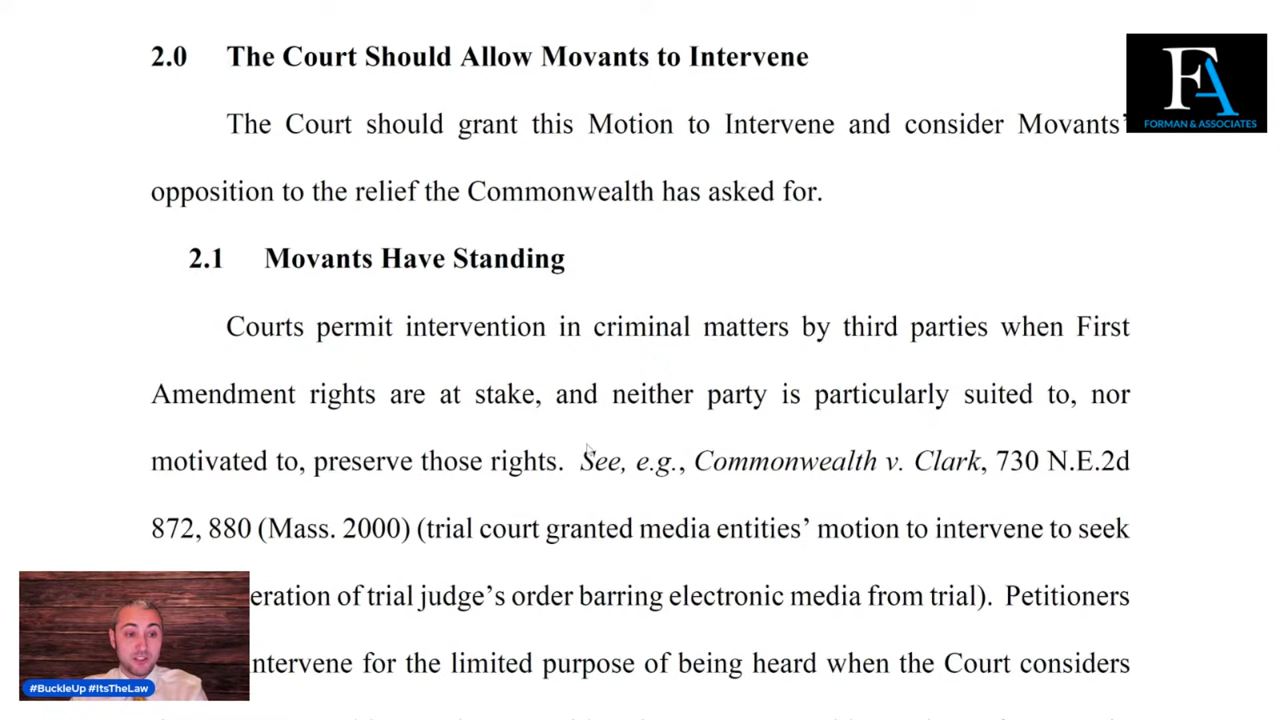 2.0 The Court Should Allow Movants to Intervene
The Court should grant this Motion to Intervene and consider Movants'
opposition to the relief the Commonwealth has asked for.
2.1 Movants Have Standing
Courts permit intervention in criminal matters by third parties when First
Amendment rights are at stake, and neither party is particularly suited to, nor
motivated to, preserve those rights. See, e.g., Commonwealth v. Clark, 730 N.E.2d
872, 880 (Mass. 2000) (trial court granted media entities' motion to intervene to seek
eration of trial judge's order barring electronic media from trial). Petitioners
ntervene for the limited purpose of being heard when the Court considers
FA
FORMAN & ASSOCIATES
#BuckleUp #ItsTheLaw